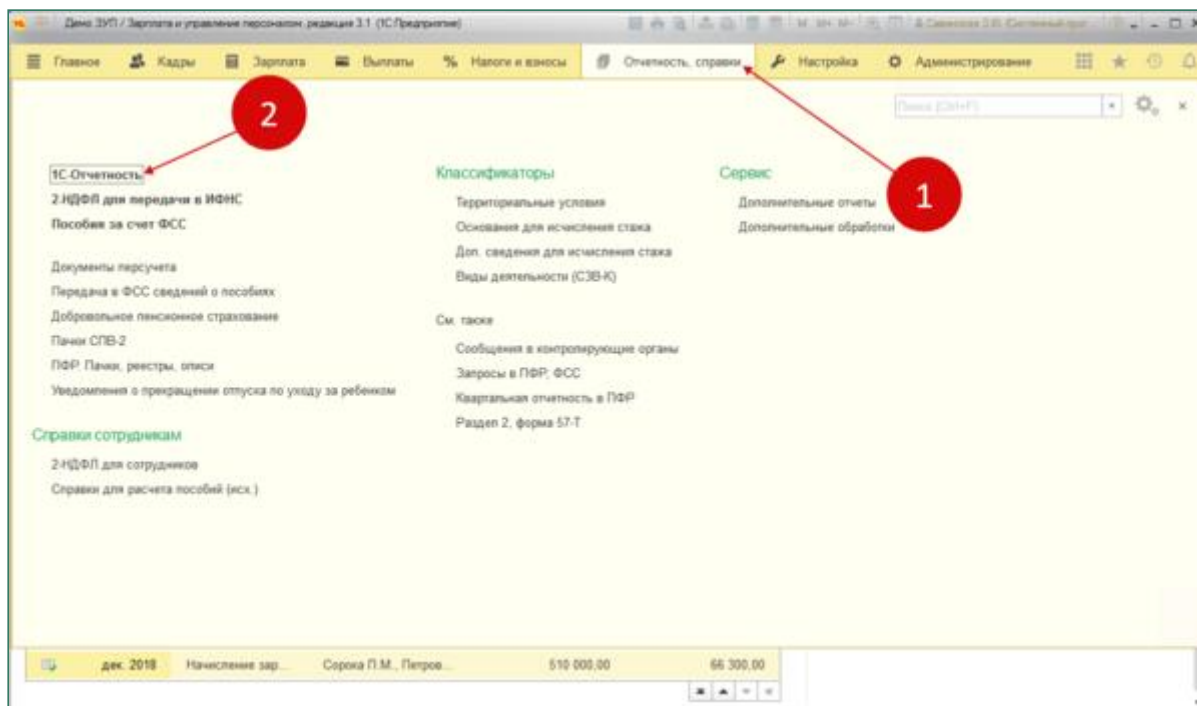 Демо ЗУП / Зарплата и управление персоналом, редакция 3.1 (1С:Предприятие)
Главное Кадры Зарплата Выплаты % Налоги и взносы Отчетность, справки Настройка Администрирование
Поиск (Ctrl+F)
2
1
1С-Отчетность
2-НДФЛ для передачи в ИФНС
Пособия за счет ФСС
Документы персучета
Передача в ФСС сведений о пособиях
Добровольное пенсионное страхование
Пачки СПВ-2
ПФР. Пачки, реестры, описи
Уведомления о прекращении отпуска по уходу за ребенком
Справки сотрудникам
2-НДФЛ для сотрудников
Справки для расчета пособий (исх.)
Классификаторы
Территориальные условия
Основания для исчисления стажа
Доп. сведения для исчисления стажа
Виды деятельности (СЗВ-К)
См. также
Сообщения в контролирующие органы
Запросы в ПФР, ФСС
Квартальная отчетность в ПФР
Раздел 2, форма 57-Т
Сервис
Дополнительные отчеты
Дополнительные обработки
дек. 2018 Начисление зар... Сорока П.М., Петров... 510 000,00 66 300,00